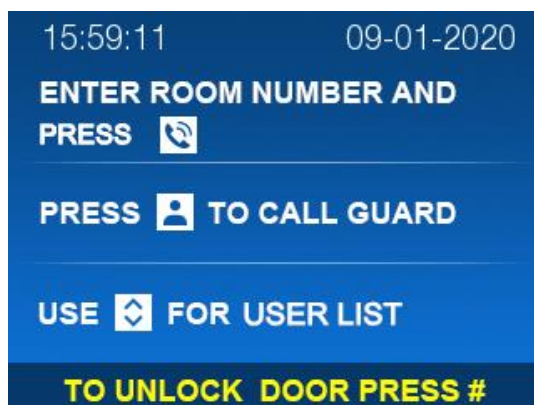 15:59:11 09-01-2020
ENTER ROOM NUMBER AND
PRESS
PRESS TO CALL GUARD
USE FOR USER LIST
TO UNLOCK DOOR PRESS #